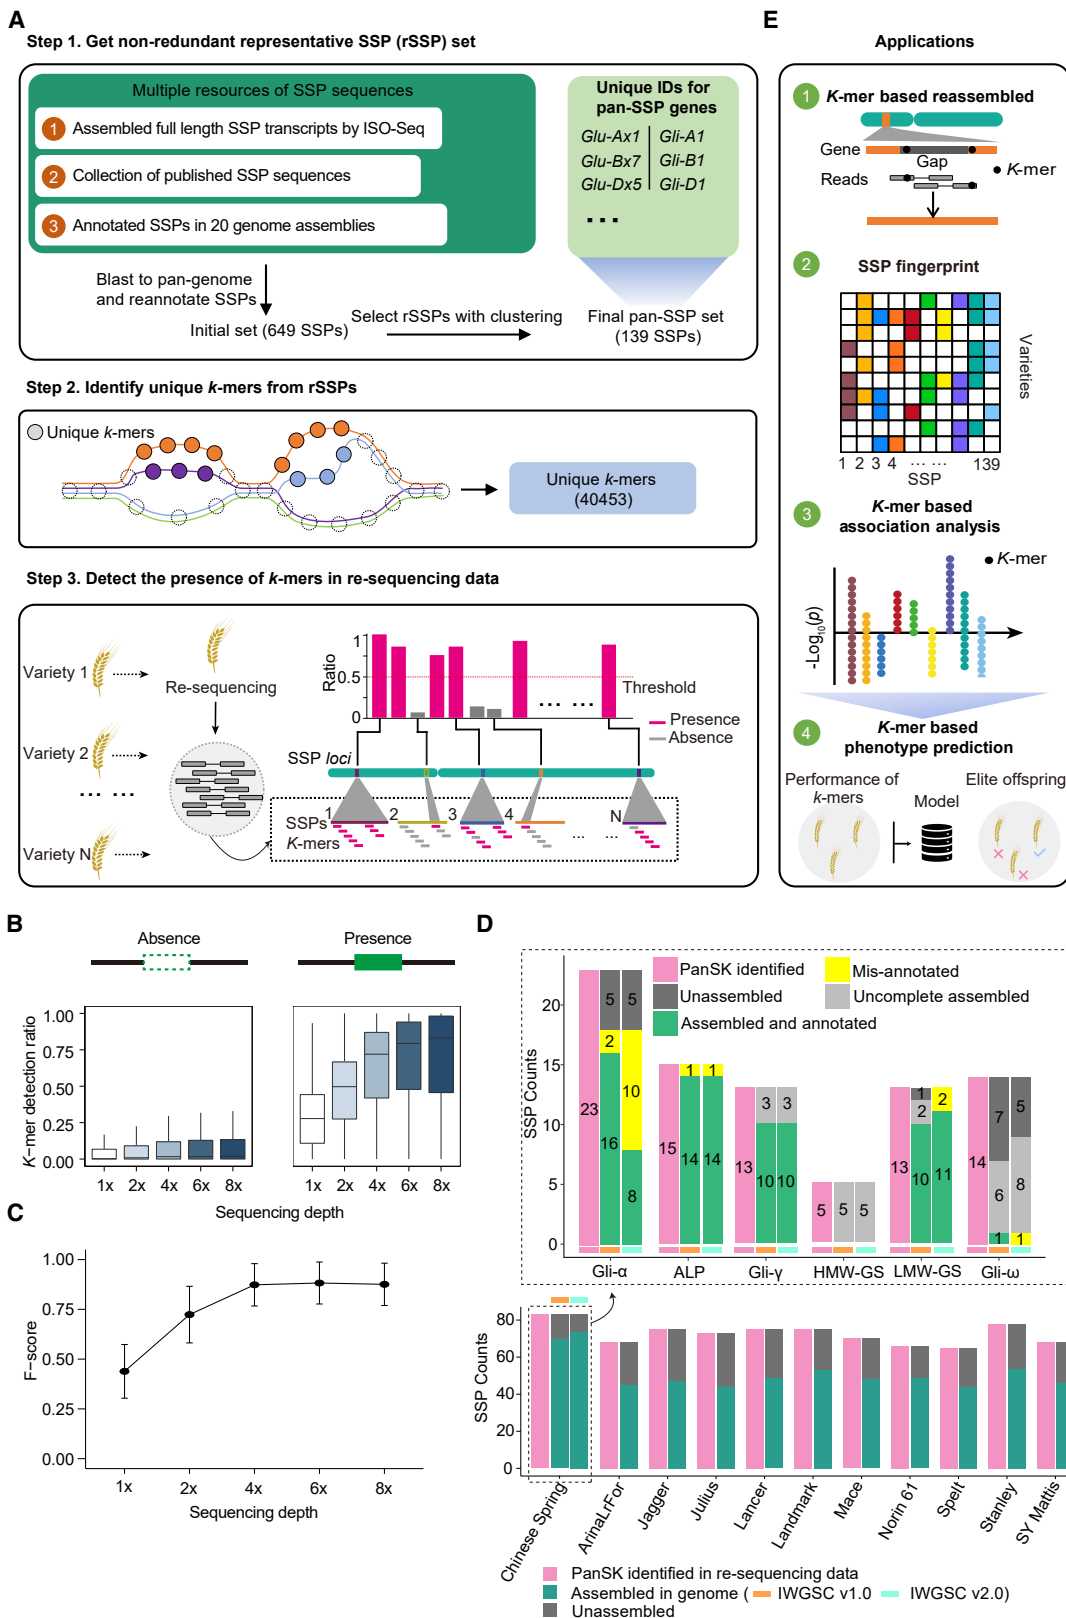 A
Step 1. Get non-redundant representative SSP (rSSP) set
Multiple resources of SSP sequences
1 Assembled full length SSP transcripts by ISO-Seq
2 Collection of published SSP sequences
3 Annotated SSPs in 20 genome assemblies
Unique IDs for
pan-SSP genes
Glu-Ax1 Gli-A1
Glu-Bx7 Gli-B1
Glu-Dx5 Gli-D1
...
Blast to pan-genome
and reannotate SSPs
Initial set (649 SSPs)
Select rSSPs with clustering
Final pan-SSP set
(139 SSPs)
Step 2. Identify unique k-mers from rSSPs
Unique k-mers
Unique k-mers
(40453)
Step 3. Detect the presence of k-mers in re-sequencing data
Variety 1
Variety 2
... ...
Variety N
Re-sequencing
Ratio
1
0.5
0
Threshold
... ...
Presence
Absence
SSP loci
1 2 3 4 N
SSPs
K-mers
... ...
E
Applications
1 K-mer based reassembled
Gene
Gap
K-mer
Reads
2 SSP fingerprint
Varieties
1 2 3 4 ... ... 139
SSP
3 K-mer based
association analysis
K-mer
-Log10(p)
4 K-mer based
phenotype prediction
Performance of
k-mers
Model
Elite offspring
B
Absence
Presence
K-mer detection ratio
1.00
0.75
0.50
0.25
0.00
1x 2x 4x 6x 8x
1x 2x 4x 6x 8x
Sequencing depth
C
F-score
1.00
0.75
0.50
0.25
0.00
1x 2x 4x 6x 8x
Sequencing depth
D
PanSK identified
Unassembled
Assembled and annotated
Mis-annotated
Uncomplete assembled
SSP Counts
20
15
10
5
0
23 16 2 5 8 10 5
15 14 1 14 1
13 10 3 10 3
5 5 5
13 10 2 1 11 2
14 1 6 7 1 8 5
Gli-α ALP Gli-γ HMW-GS LMW-GS Gli-ω
SSP Counts
80
60
40
20
0
Chinese Spring
ArinaLrFor
Jagger
Julius
Lancer
Landmark
Mace
Norin 61
Spelt
Stanley
SY Mattis
PanSK identified in re-sequencing data
Assembled in genome ( IWGSC v1.0 IWGSC v2.0)
Unassembled